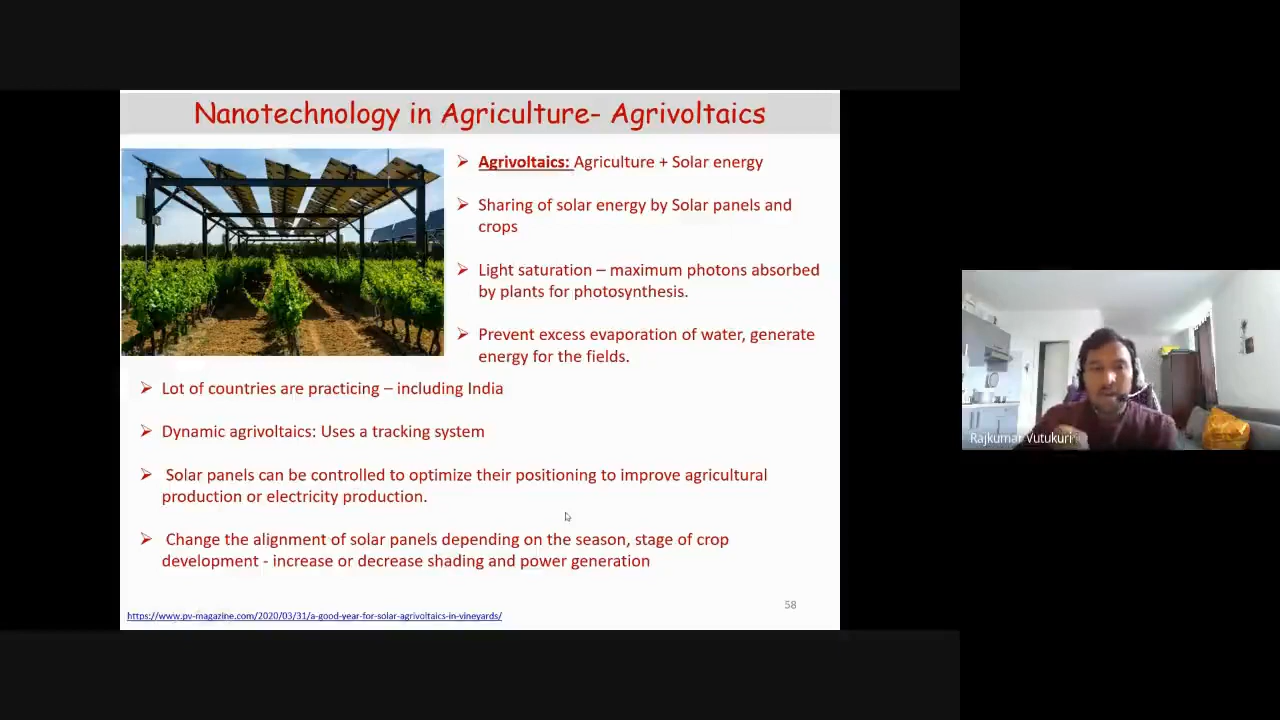 Nanotechnology in Agriculture- Agrivoltaics
➢ Agrivoltaics: Agriculture + Solar energy
➢ Sharing of solar energy by Solar panels and
crops
➢ Light saturation – maximum photons absorbed
by plants for photosynthesis.
➢ Prevent excess evaporation of water, generate
energy for the fields.
➢ Lot of countries are practicing – including India
➢ Dynamic agrivoltaics: Uses a tracking system
➢ Solar panels can be controlled to optimize their positioning to improve agricultural
production or electricity production.
➢ Change the alignment of solar panels depending on the season, stage of crop
development - increase or decrease shading and power generation
58
https://www.pv-magazine.com/2020/03/31/a-good-year-for-solar-agrivoltaics-in-vineyards/
Rajkumar Vutukuri